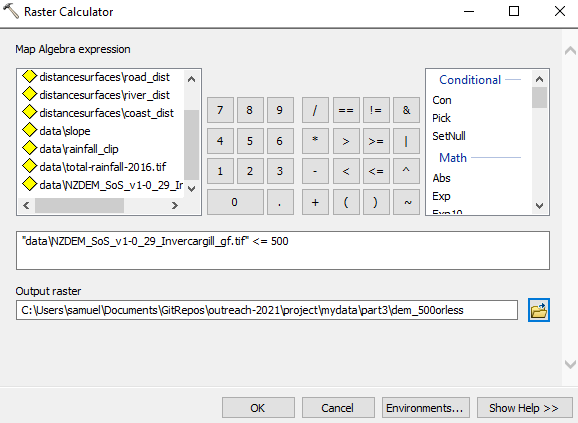 Raster Calculator
Map Algebra expression
distancesurfaces\road_dist
distancesurfaces\river_dist
distancesurfaces\coast_dist
data\slope
data\rainfall_clip
data\total-rainfall-2016.tif
data\NZDEM_SoS_v1-0_29_In
7 8 9 / == != &
4 5 6 * > >= |
1 2 3 - < <= ^
0 . + ( ) ~
Conditional
Con
Pick
SetNull
Math
Abs
Exp
Exp10
"data\NZDEM_SoS_v1-0_29_Invercargill_gf.tif" <= 500
Output raster
C:\Users\samuel\Documents\GitRepos\outreach-2021\project\mydata\part3\dem_500orless
OK Cancel Environments... Show Help >>